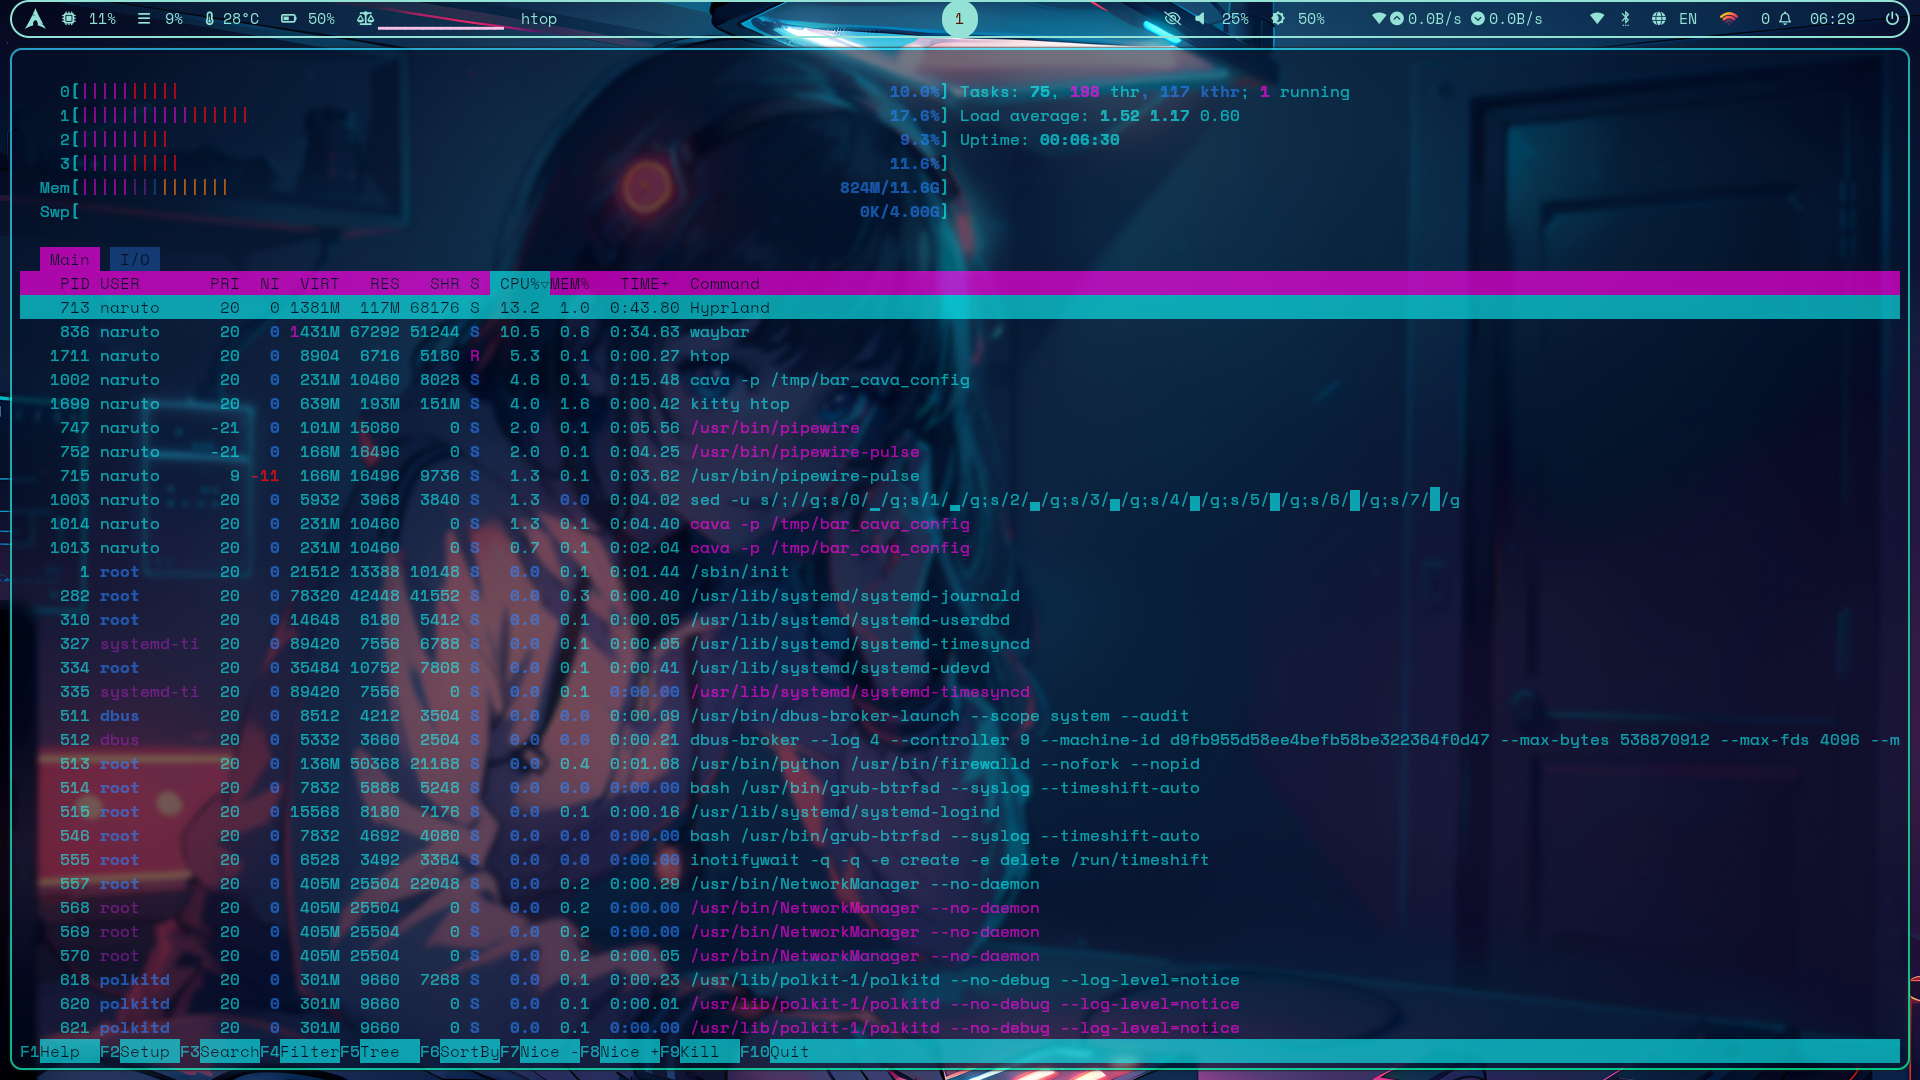 11% 9% 28°C 50% htop 1 25% 50% 0.0B/s 0.0B/s EN 0 06:29
0[|||||||||| 10.0%] Tasks: 75, 198 thr, 117 kthr; 1 running
1[||||||||||||||||| 17.6%] Load average: 1.52 1.17 0.60
2[||||||||| 9.3%] Uptime: 00:06:30
3[|||||||||| 11.6%]
Mem[||||||||||||||| 824M/11.6G]
Swp[ 0K/4.00G]
Main I/O
PID USER PRI NI VIRT RES SHR S CPU%▽MEM% TIME+ Command
713 naruto 20 0 1381M 117M 68176 S 13.2 1.0 0:43.80 Hyprland
836 naruto 20 0 1431M 67292 51244 S 10.5 0.6 0:34.63 waybar
1711 naruto 20 0 8904 6716 5180 R 5.3 0.1 0:00.27 htop
1002 naruto 20 0 231M 10460 8028 S 4.6 0.1 0:15.48 cava -p /tmp/bar_cava_config
1699 naruto 20 0 639M 193M 151M S 4.0 1.6 0:00.42 kitty htop
747 naruto -21 0 101M 15080 0 S 2.0 0.1 0:05.56 /usr/bin/pipewire
752 naruto -21 0 166M 16496 0 S 2.0 0.1 0:04.25 /usr/bin/pipewire-pulse
715 naruto 9 -11 166M 16496 9736 S 1.3 0.1 0:03.62 /usr/bin/pipewire-pulse
1003 naruto 20 0 5932 3968 3840 S 1.3 0.0 0:04.02 sed -u s/;//g;s/0/▁/g;s/1/▂/g;s/2/▃/g;s/3/▄/g;s/4/▅/g;s/5/▆/g;s/6/▇/g;s/7/█/g
1014 naruto 20 0 231M 10460 0 S 1.3 0.1 0:04.40 cava -p /tmp/bar_cava_config
1013 naruto 20 0 231M 10460 0 S 0.7 0.1 0:02.04 cava -p /tmp/bar_cava_config
1 root 20 0 21512 13388 10148 S 0.0 0.1 0:01.44 /sbin/init
282 root 20 0 78320 42448 41552 S 0.0 0.3 0:00.40 /usr/lib/systemd/systemd-journald
310 root 20 0 14648 6180 5412 S 0.0 0.1 0:00.05 /usr/lib/systemd/systemd-userdbd
327 systemd-ti 20 0 89420 7556 6788 S 0.0 0.1 0:00.05 /usr/lib/systemd/systemd-timesyncd
334 root 20 0 35484 10752 7808 S 0.0 0.1 0:00.41 /usr/lib/systemd/systemd-udevd
335 systemd-ti 20 0 89420 7556 0 S 0.0 0.1 0:00.00 /usr/lib/systemd/systemd-timesyncd
511 dbus 20 0 8512 4212 3504 S 0.0 0.0 0:00.09 /usr/bin/dbus-broker-launch --scope system --audit
512 dbus 20 0 5332 3660 2504 S 0.0 0.0 0:00.21 dbus-broker --log 4 --controller 9 --machine-id d9fb955d58ee4befb58be322364f0d47 --max-bytes 536870912 --max-fds 4096 --m
513 root 20 0 136M 50368 21168 S 0.0 0.4 0:01.08 /usr/bin/python /usr/bin/firewalld --nofork --nopid
514 root 20 0 7832 5888 5248 S 0.0 0.0 0:00.00 bash /usr/bin/grub-btrfsd --syslog --timeshift-auto
515 root 20 0 15568 8180 7176 S 0.0 0.1 0:00.16 /usr/lib/systemd/systemd-logind
546 root 20 0 7832 4692 4080 S 0.0 0.0 0:00.00 bash /usr/bin/grub-btrfsd --syslog --timeshift-auto
555 root 20 0 6528 3492 3364 S 0.0 0.0 0:00.00 inotifywait -q -q -e create -e delete /run/timeshift
557 root 20 0 405M 25504 22048 S 0.0 0.2 0:00.29 /usr/bin/NetworkManager --no-daemon
568 root 20 0 405M 25504 0 S 0.0 0.2 0:00.00 /usr/bin/NetworkManager --no-daemon
569 root 20 0 405M 25504 0 S 0.0 0.2 0:00.00 /usr/bin/NetworkManager --no-daemon
570 root 20 0 405M 25504 0 S 0.0 0.2 0:00.05 /usr/bin/NetworkManager --no-daemon
618 polkitd 20 0 301M 9660 7268 S 0.0 0.1 0:00.23 /usr/lib/polkit-1/polkitd --no-debug --log-level=notice
620 polkitd 20 0 301M 9660 0 S 0.0 0.1 0:00.01 /usr/lib/polkit-1/polkitd --no-debug --log-level=notice
621 polkitd 20 0 301M 9660 0 S 0.0 0.1 0:00.00 /usr/lib/polkit-1/polkitd --no-debug --log-level=notice
F1Help F2Setup F3SearchF4FilterF5Tree F6SortByF7Nice -F8Nice +F9Kill F10Quit